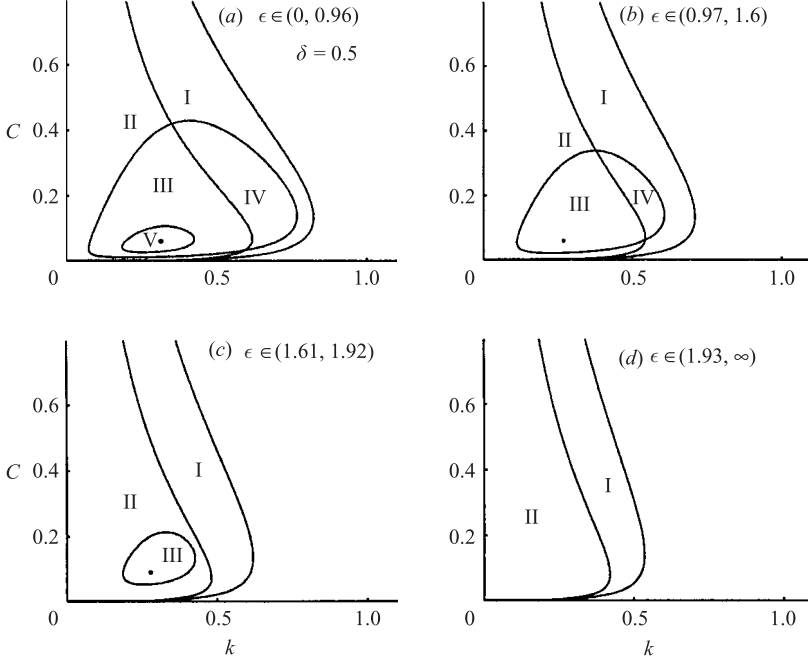 (a) ϵ ∈ (0, 0.96)
δ = 0.5
0.6
C 0.4
0.2
0 0.5 1.0
I
II
III
IV
V
(b) ϵ ∈ (0.97, 1.6)
0.6
0.4
0.2
0 0.5 1.0
I
II
III
IV
(c) ϵ ∈ (1.61, 1.92)
0.6
C 0.4
0.2
0 0.5 1.0
k
I
II
III
(d) ϵ ∈ (1.93, ∞)
0.6
0.4
0.2
0 0.5 1.0
k
I
II